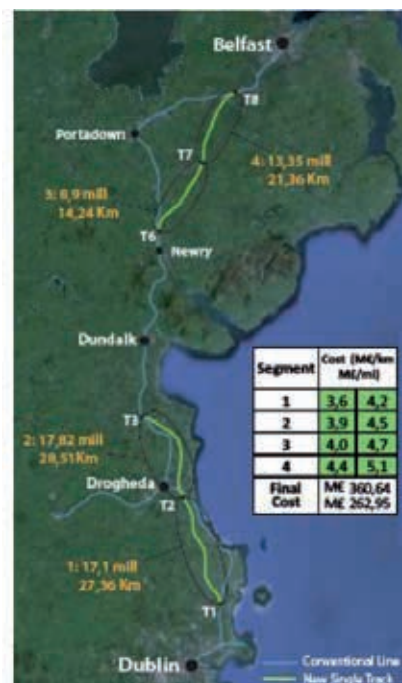 Belfast
T8
Portadown
T7
4: 13,35 mill
21,36 Km
3: 8,9 mill
14,24 Km
T6
Newry
Dundalk
Segment Cost (M€/km
M£/ml)
1 3,6 4,2
2 3,9 4,5
3 4,0 4,7
4 4,4 5,1
Final M€ 360,64
Cost M£ 262,95
T3
2: 17,82 mill
28,51Km
Drogheda
T2
1: 17,1 mill
27,36 Km
T1
Dublin
Conventional Line
New Single Track